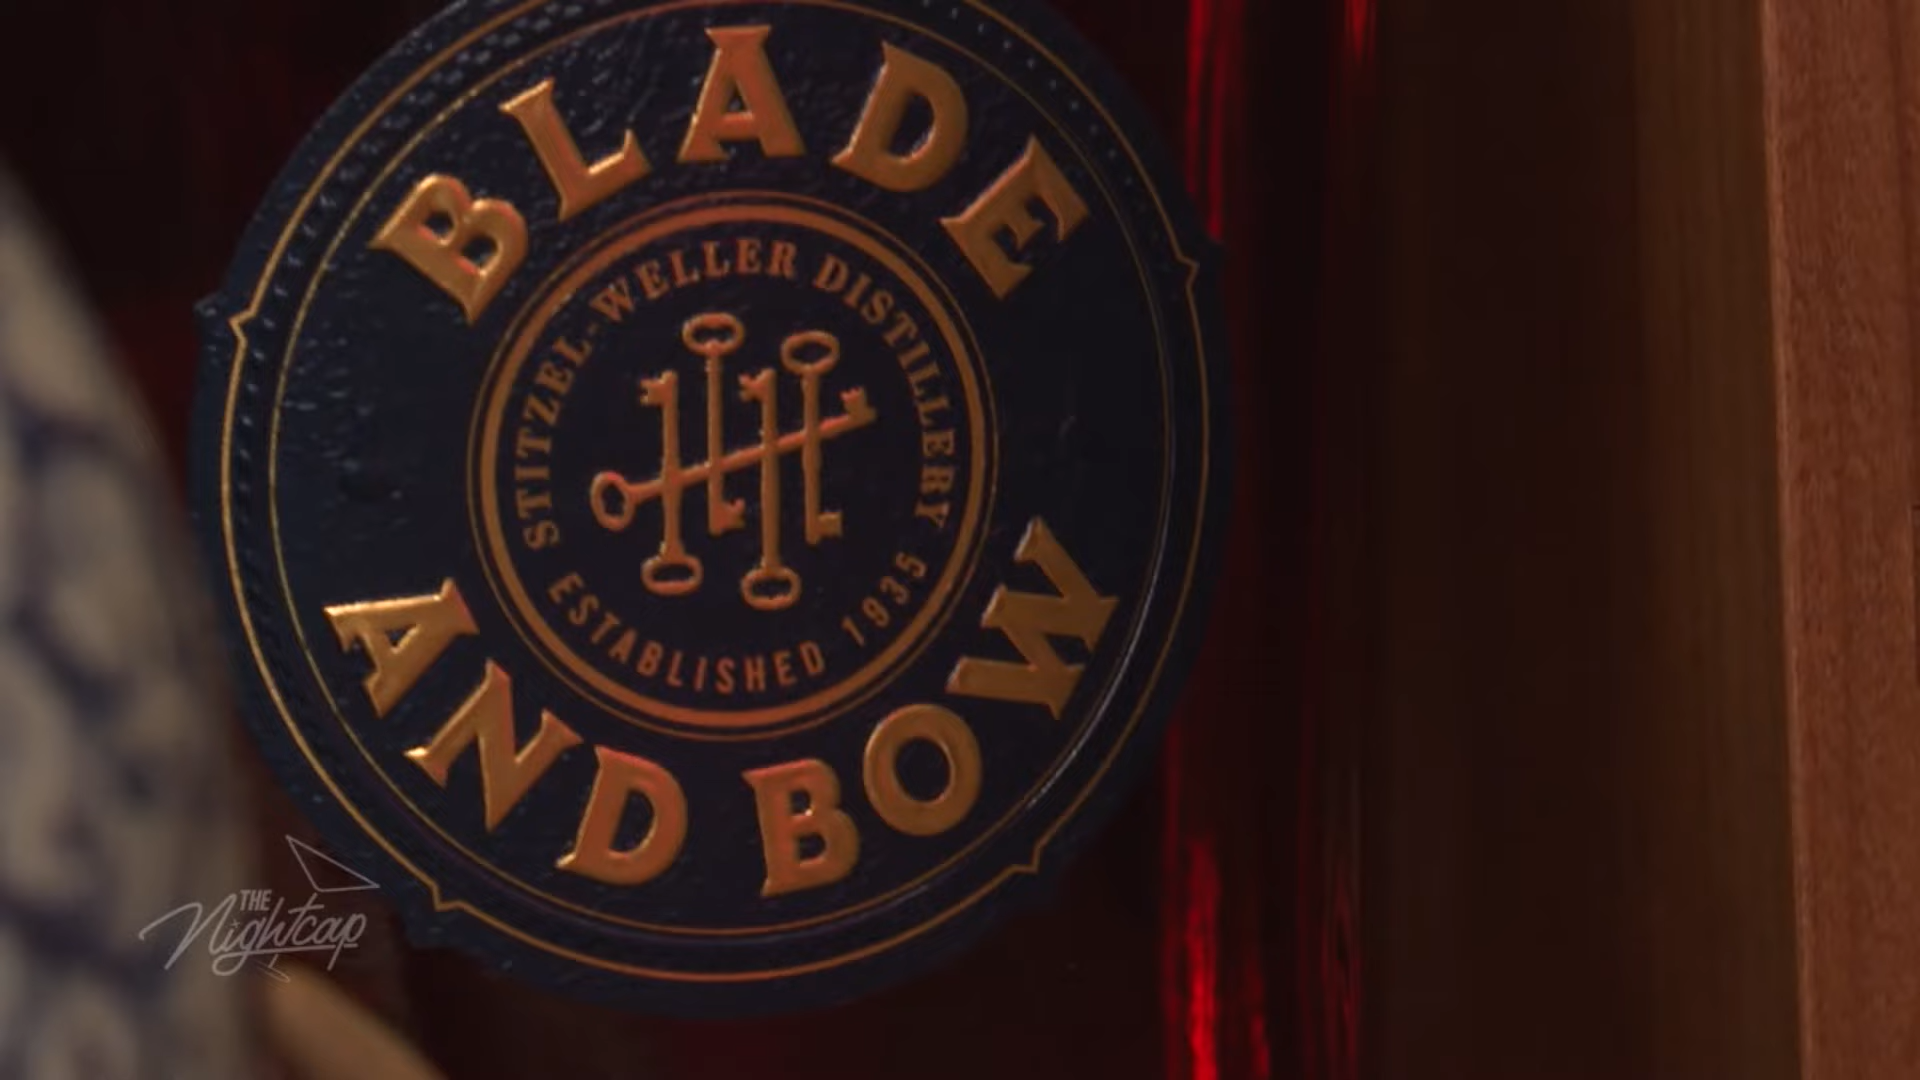 BLADE
AND BOW
STITZEL-WELLER DISTILLERY
ESTABLISHED 1935
THE
Nightcap